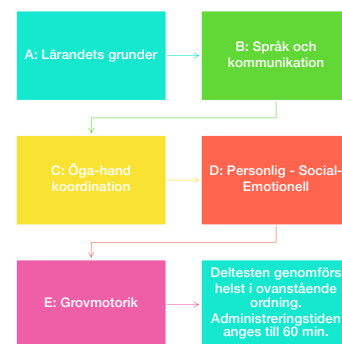 A: Lärandets grunder
B: Språk och
kommunikation
C: Öga-hand
koordination
D: Personlig - Social-
Emotionell
E: Grovmotorik
Deltesten genomförs
helst i ovanstående
ordning.
Administreringstiden
anges till 60 min.